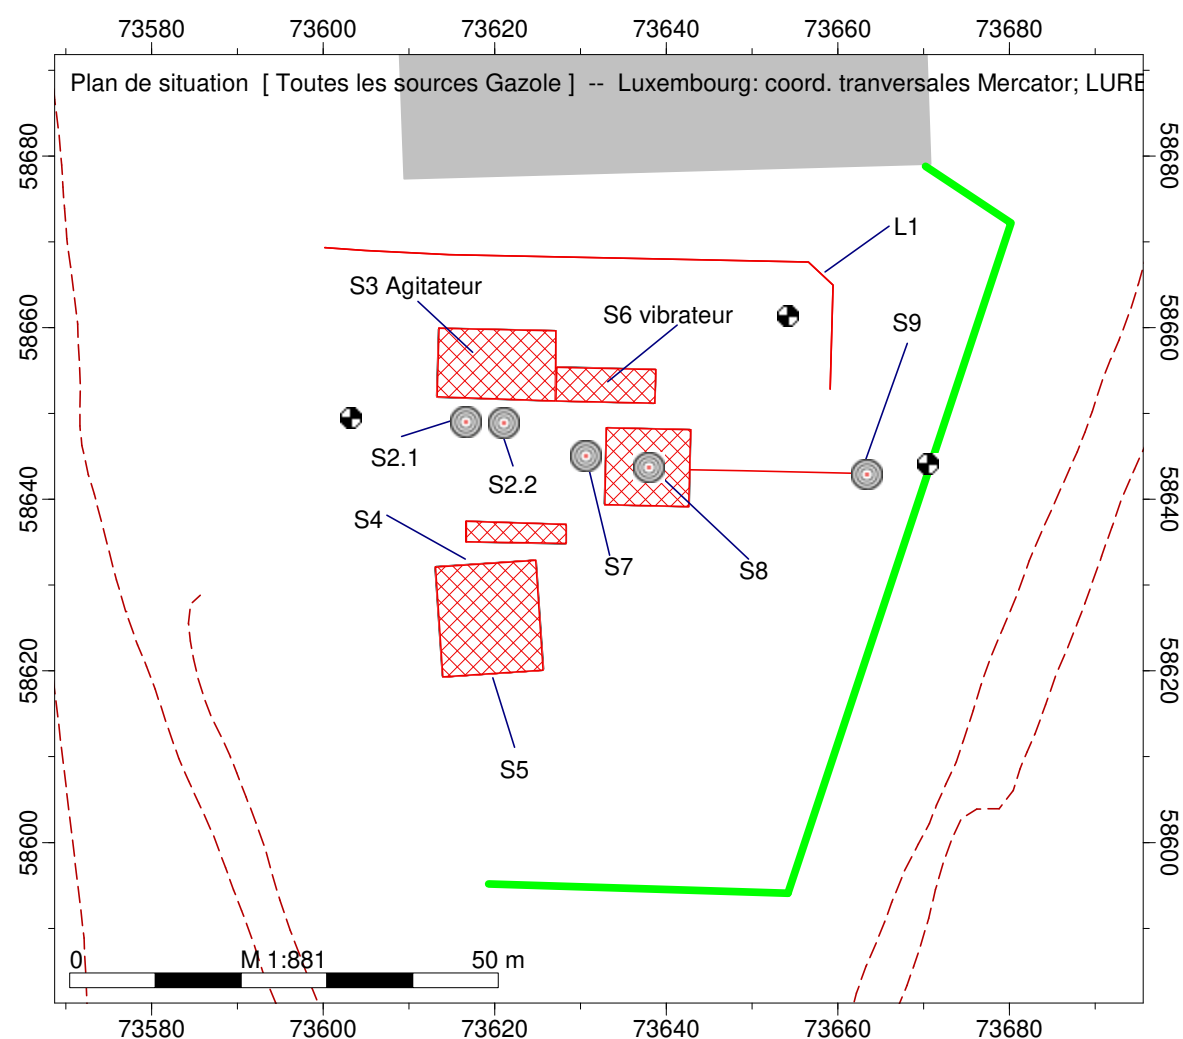 73580 73600 73620 73640 73660 73680
Plan de situation [ Toutes les sources Gazole ] -- Luxembourg: coord. tranversales Mercator; LURE
58680 58680
L1
S3 Agitateur
S6 vibrateur
S9
58660 58660
S2.1
S2.2
58640 58640
S4
S7
S8
58620 58620
S5
58600 58600
0 M 1:881 50 m
73580 73600 73620 73640 73660 73680